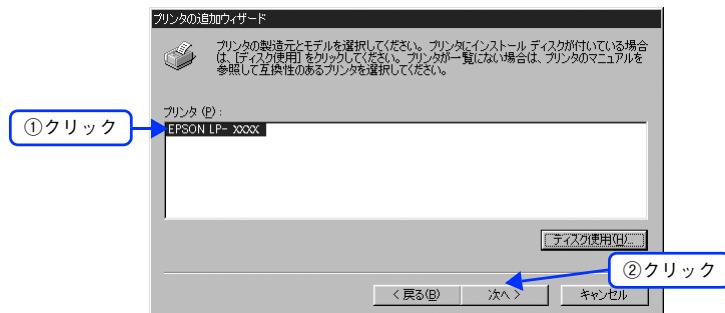 プリンタの追加ウィザード
プリンタの製造元とモデルを選択してください。プリンタにインストール ディスクが付いている場合
は、[ディスク使用] をクリックしてください。プリンタが一覧にない場合は、プリンタのマニュアルを
参照して互換性のあるプリンタを選択してください。
プリンタ (P) :
①クリック
EPSON LP- XXXX
ディスク使用(H)...
②クリック
< 戻る(B)
次へ >
キャンセル